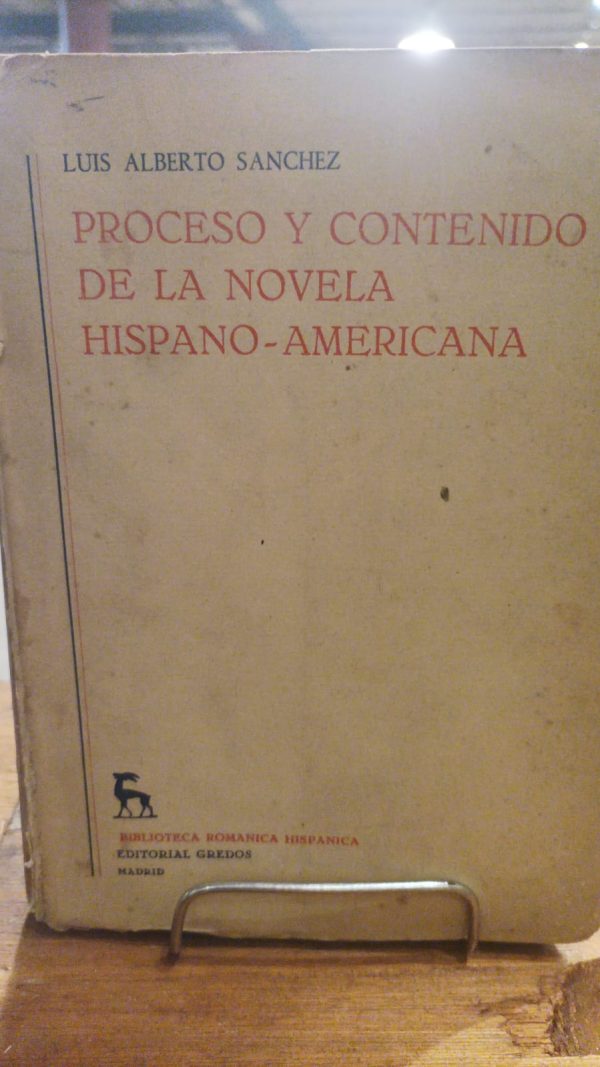 LUIS ALBERTO SANCHEZ
PROCESO Y CONTENIDO
DE LA NOVELA
HISPANO-AMERICANA
BIBLIOTECA ROMANICA HISPANICA
EDITORIAL GREDOS
MADRID